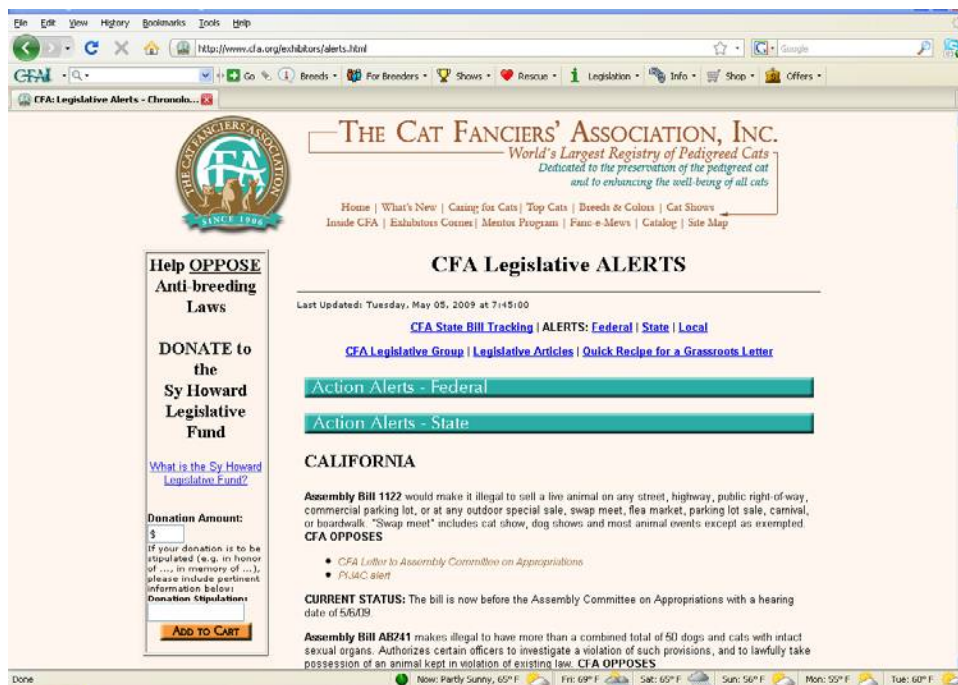 File Edit View History Bookmarks Tools Help
http://www.cfa.org/exhibitors/alerts.html
Google
CFA Go Breeds For Breeders Shows Rescue Legislation Info Shop Offers
CFA: Legislative Alerts - Chronolo...
THE CAT FANCIERS' ASSOCIATION
CFA
SINCE 1906
THE CAT FANCIERS' ASSOCIATION, INC.
World's Largest Registry of Pedigreed Cats
Dedicated to the preservation of the pedigreed cat
and to enhancing the well-being of all cats
Home | What's New | Caring for Cats | Top Cats | Breeds & Colors | Cat Shows
Inside CFA | Exhibitors Corner | Mentor Program | Fanc-e-Mews | Catalog | Site Map
Help OPPOSE
Anti-breeding
Laws
DONATE to
the
Sy Howard
Legislative
Fund
What is the Sy Howard
Legislative Fund?
Donation Amount:
$
If your donation is to be
stipulated (e.g. in honor
of ..., in memory of ...),
please include pertinent
information below:
Donation Stipulation:
ADD TO CART
CFA Legislative ALERTS
Last Updated: Tuesday, May 05, 2009 at 7:45:00
CFA State Bill Tracking | ALERTS: Federal | State | Local
CFA Legislative Group | Legislative Articles | Quick Recipe for a Grassroots Letter
Action Alerts - Federal
Action Alerts - State
CALIFORNIA
Assembly Bill 1122 would make it illegal to sell a live animal on any street, highway, public right-of-way,
commercial parking lot, or at any outdoor special sale, swap meet, flea market, parking lot sale, carnival,
or boardwalk. "Swap meet" includes cat show, dog shows and most animal events except as exempted.
CFA OPPOSES
CFA Letter to Assembly Committee on Appropriations
PIJAC alert
CURRENT STATUS: The bill is now before the Assembly Committee on Appropriations with a hearing
date of 5/6/09.
Assembly Bill AB241 makes illegal to have more than a combined total of 50 dogs and cats with intact
sexual organs. Authorizes certain officers to investigate a violation of such provisions, and to lawfully take
possession of an animal kept in violation of existing law. CFA OPPOSES
Done Now: Partly Sunny, 65° F Fri: 69° F Sat: 65° F Sun: 56° F Mon: 55° F Tue: 60° F